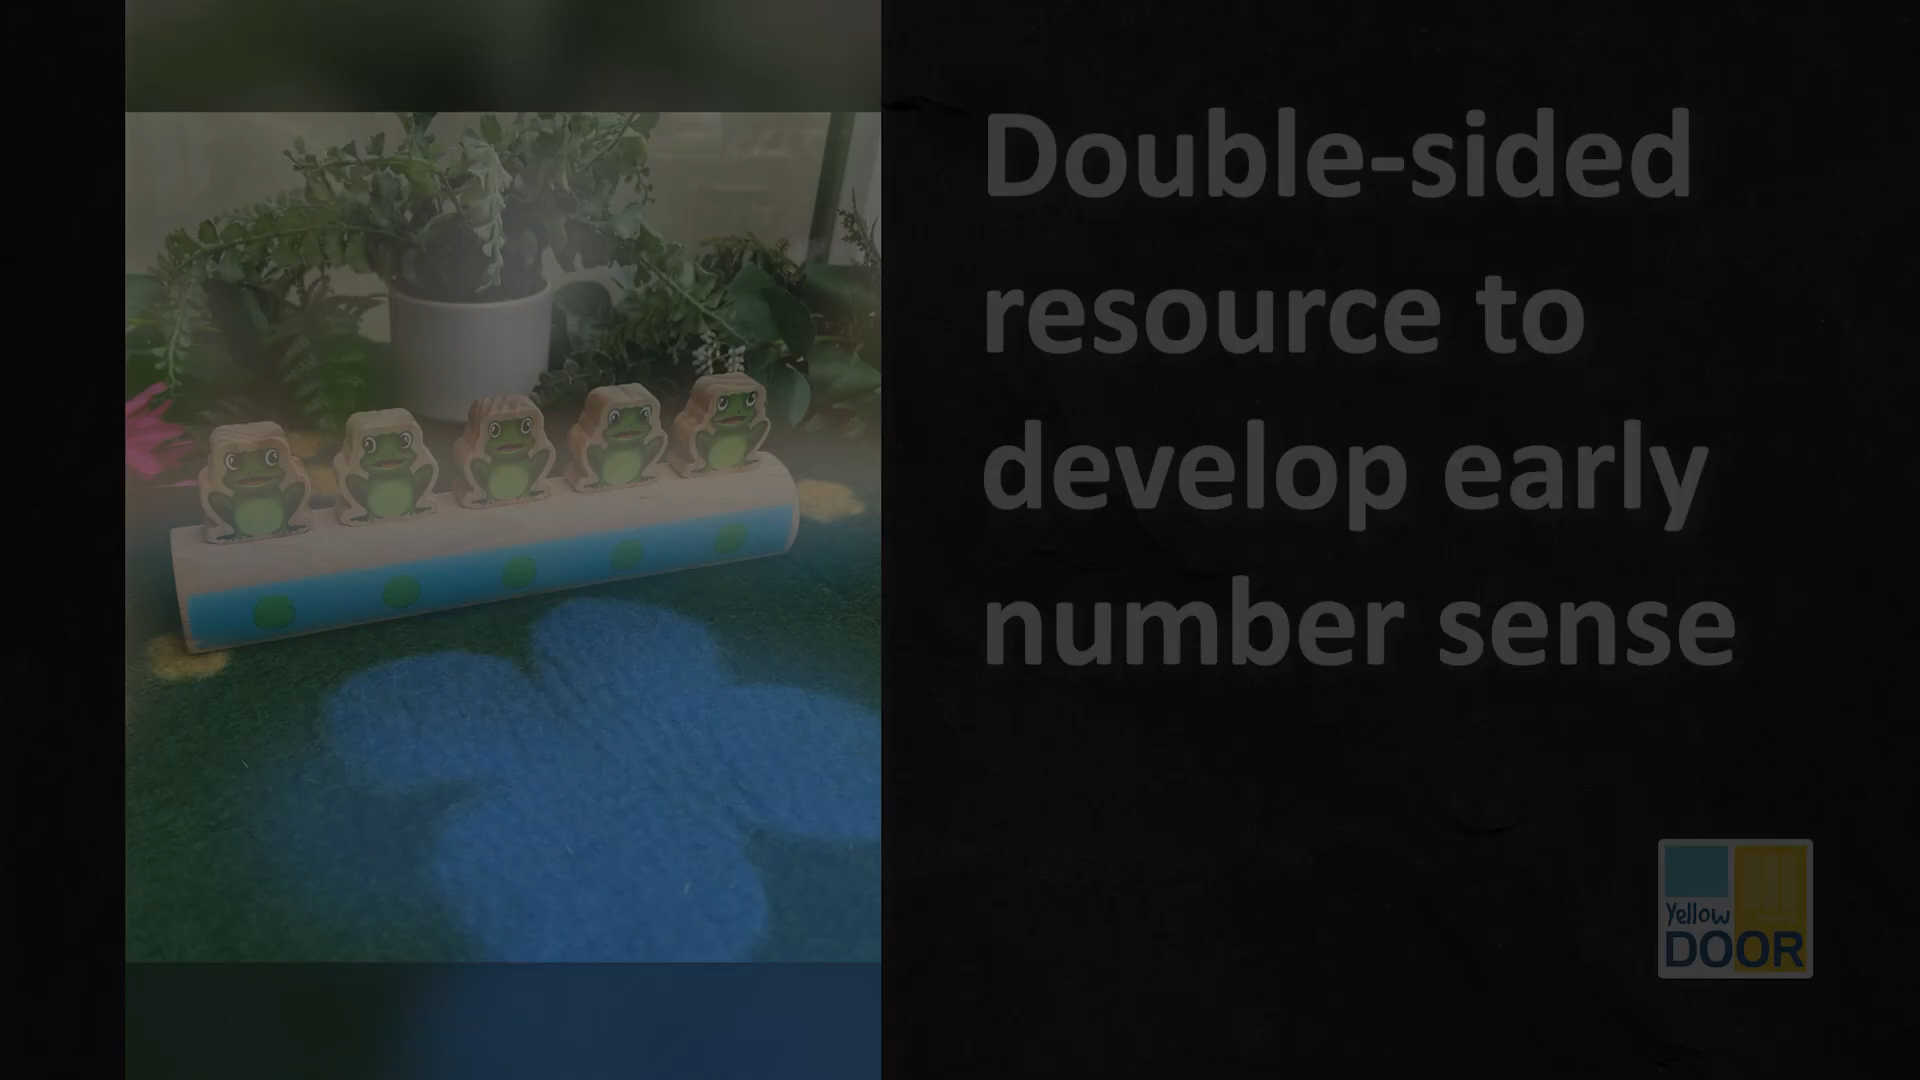 Double-sided
resource to
develop early
number sense
Yellow
DOOR